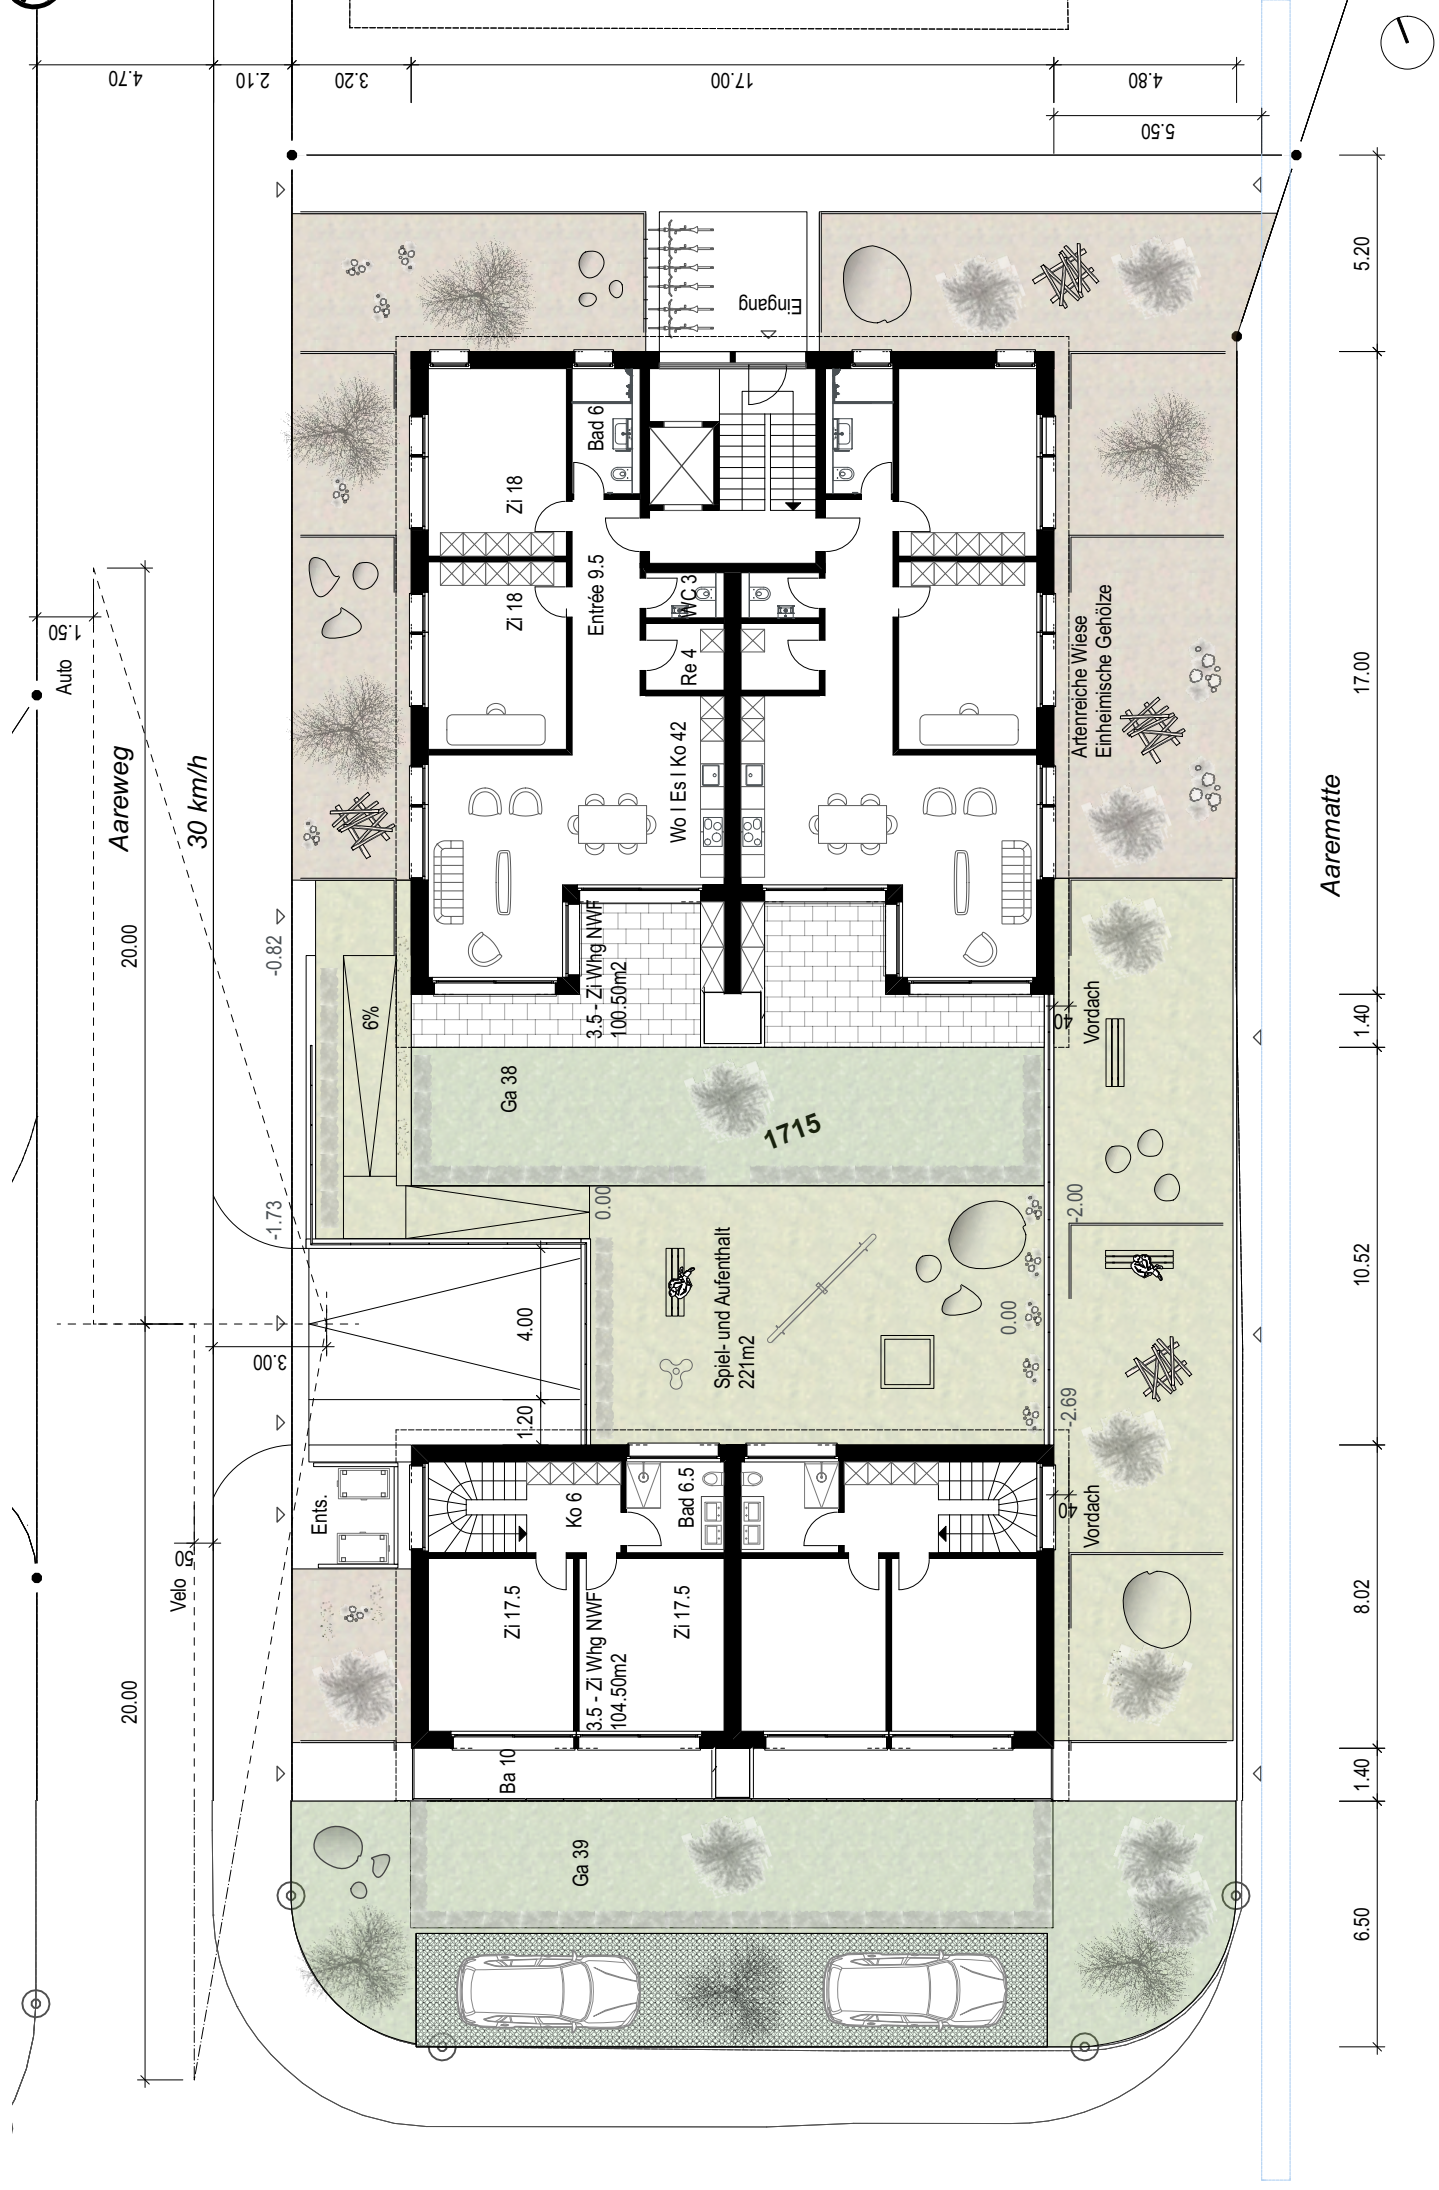 4.70
2.10
3.20
17.00
4.80
5.50
5.20
17.00
1.40
10.52
8.02
1.40
6.50
Eingang
Zi 18
Bad 6
Zi 18
Entrée 9.5
WC 3
Re 4
Wo I Es I Ko 42
3.5 - Zi Whg NWF
100.50m2
Artenreiche Wiese
Einheimische Gehölze
Aarematte
1.50
Auto
Aareweg
30 km/h
20.00
-0.82
6%
40
Vordach
Ga 38
1715
-1.73
0.00
-2.00
Spiel- und Aufenthalt
221m2
0.00
4.00
3.00
1.20
-2.69
Ents.
Ko 6
Bad 6.5
40
Vordach
50
Velo
Zi 17.5
3.5 - Zi Whg NWF
104.50m2
Zi 17.5
20.00
Ba 10
Ga 39